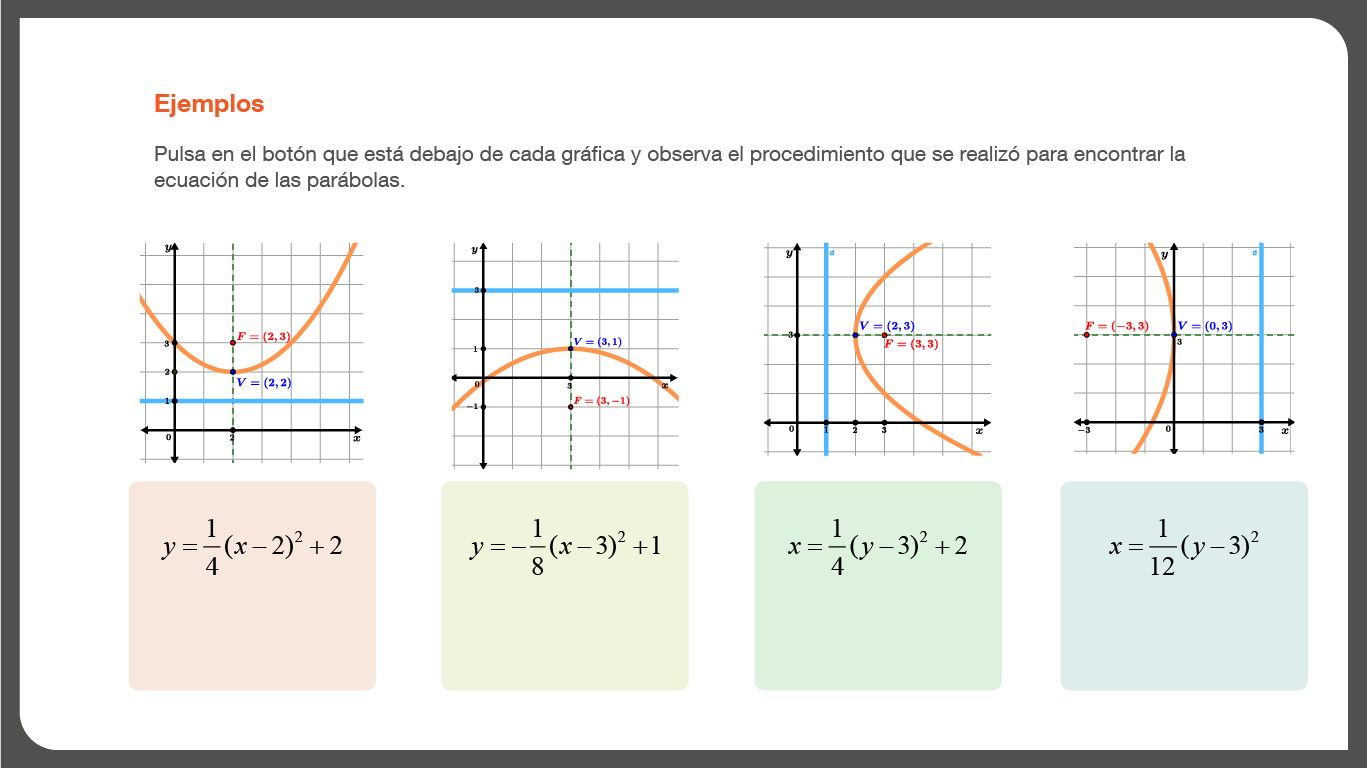 Ejemplos
Pulsa en el botón que está debajo de cada gráfica y observa el procedimiento que se realizó para encontrar la
ecuación de las parábolas.
y
F = (2, 3)
3
2
V = (2, 2)
1
0
2
x
y
3
V = (3, 1)
1
0
3
x
F = (3, −1)
−1
y
d
V = (2, 3)
3
F = (3, 3)
0
1
2
3
x
y
d
F = (−3, 3)
V = (0, 3)
3
−3
0
3
x
y = 1/4 (x − 2)² + 2
y = − 1/8 (x − 3)² + 1
x = 1/4 (y − 3)² + 2
x = 1/12 (y − 3)²